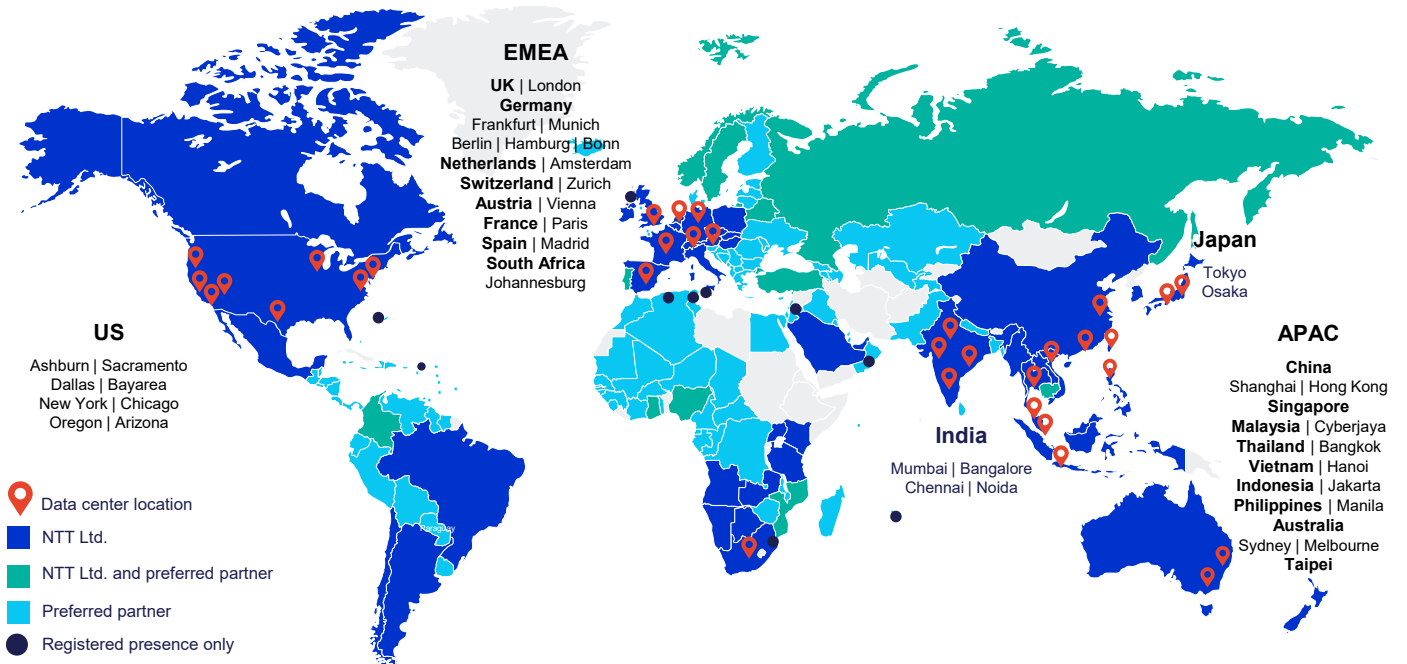 EMEA
UK | London
Germany
Frankfurt | Munich
Berlin | Hamburg | Bonn
Netherlands | Amsterdam
Switzerland | Zurich
Austria | Vienna
France | Paris
Spain | Madrid
South Africa
Johannesburg
Japan
Tokyo
Osaka
US
Ashburn | Sacramento
Dallas | Bayarea
New York | Chicago
Oregon | Arizona
APAC
China
Shanghai | Hong Kong
Singapore
Malaysia | Cyberjaya
Thailand | Bangkok
Vietnam | Hanoi
Indonesia | Jakarta
Philippines | Manila
Australia
Sydney | Melbourne
Taipei
India
Mumbai | Bangalore
Chennai | Noida
Paraguay
Data center location
NTT Ltd.
NTT Ltd. and preferred partner
Preferred partner
Registered presence only